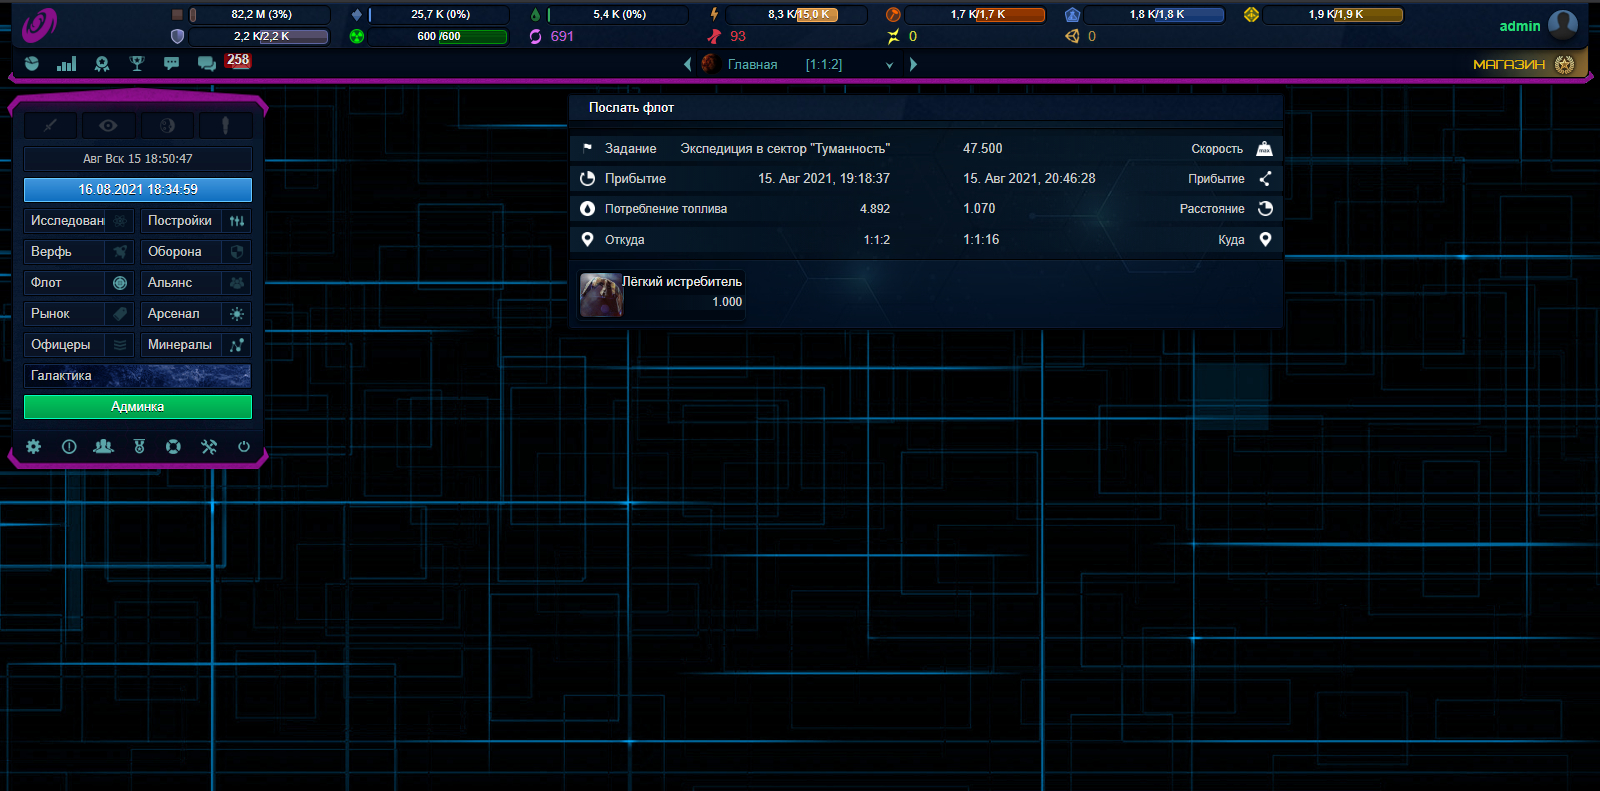 82,2 M (3%)
25,7 K (0%)
5,4 K (0%)
8,3 K/15,0 K
1,7 K/1,7 K
1,8 K/1,8 K
1,9 K/1,9 K
2,2 K/2,2 K
600 /600
691
93
0
0
admin
258
Главная [1:1:2]
МАГАЗИН
Авг Вск 15 18:50:47
16.08.2021 18:34:59
Исследован
Постройки
Верфь
Оборона
Флот
Альянс
Рынок
Арсенал
Офицеры
Минералы
Галактика
Админка
Послать флот
Задание Экспедиция в сектор "Туманность" 47.500 Скорость
Прибытие 15. Авг 2021, 19:18:37 15. Авг 2021, 20:46:28 Прибытие
Потребление топлива 4.892 1.070 Расстояние
Откуда 1:1:2 1:1:16 Куда
Лёгкий истребитель
1.000